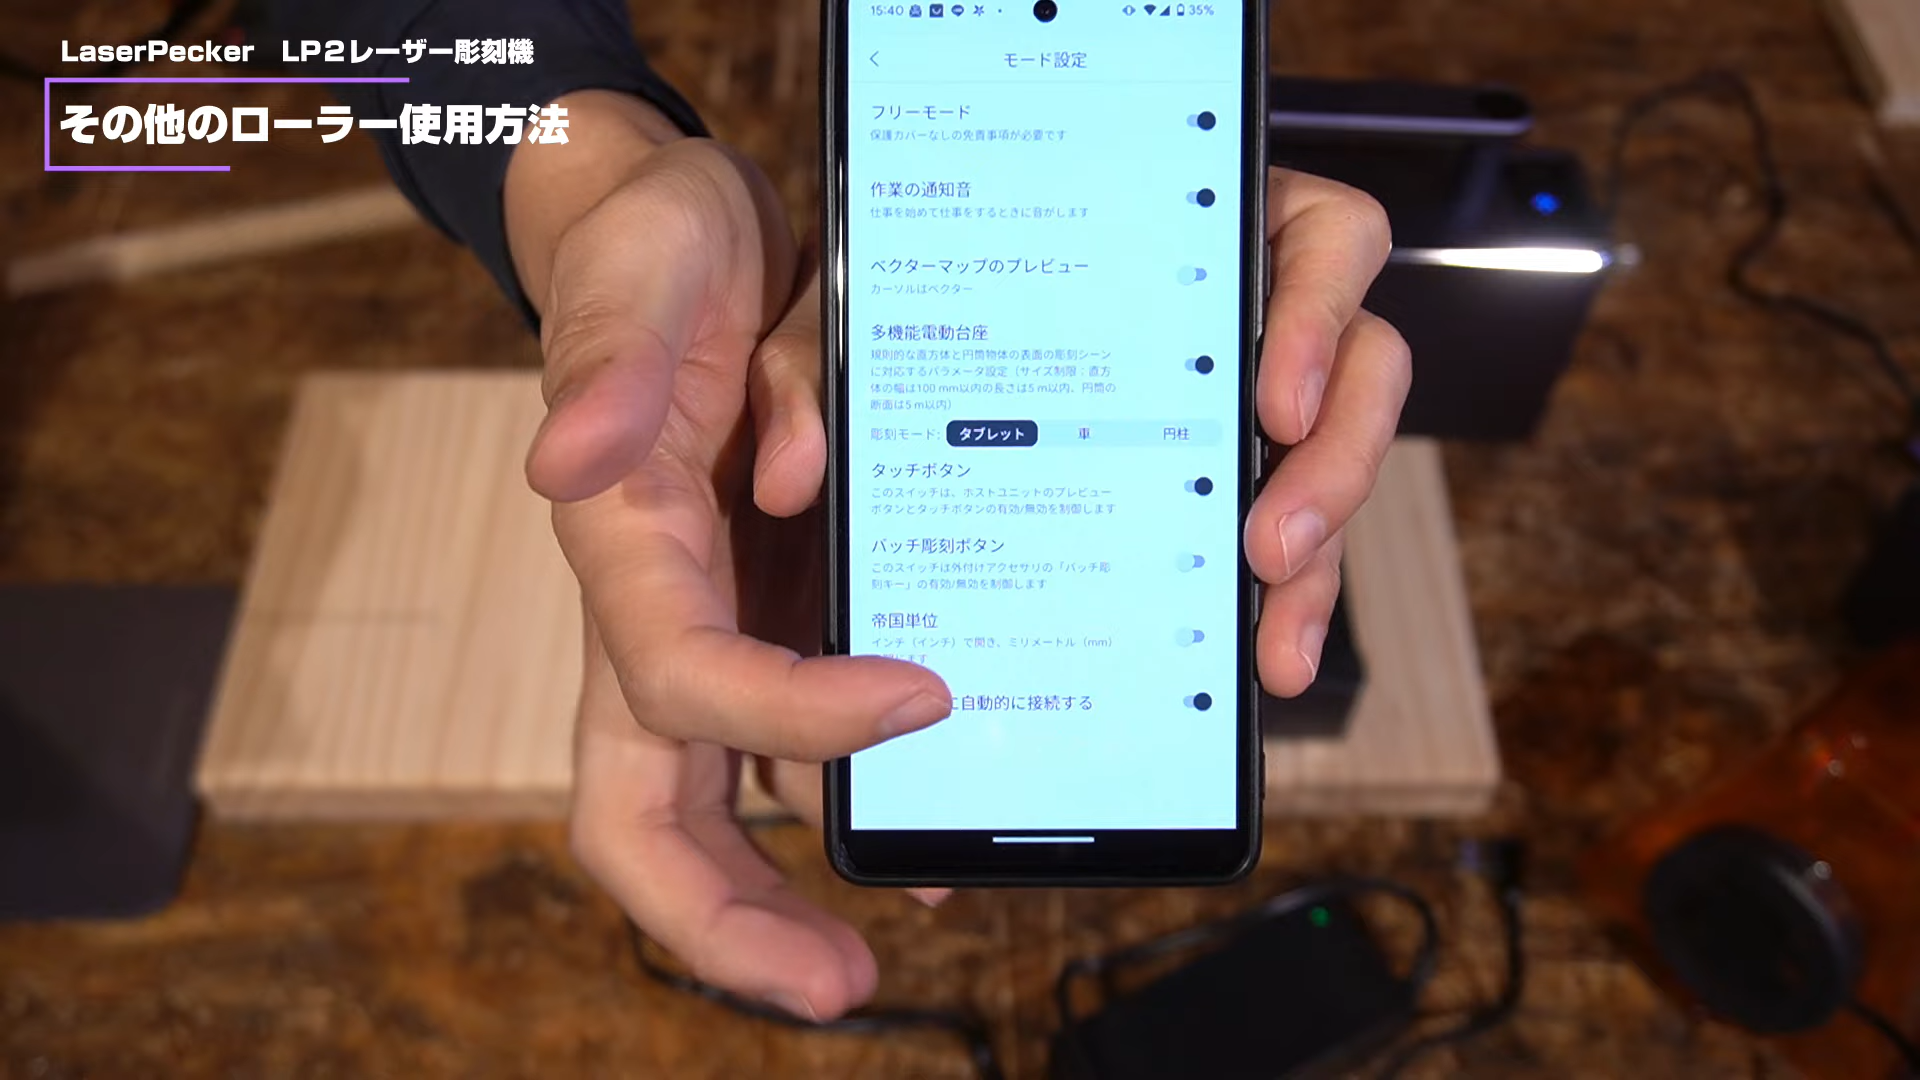 LaserPecker LP2レーザー彫刻機
その他のローラー使用方法
15:40
35%
モード設定
フリーモード
保護カバーなしの免責事項が必要です
作業の通知音
仕事を始めて仕事をするときに音がします
ベクターマップのプレビュー
カーソルはベクター
多機能電動台座
規則的な直方体と円筒物体の表面の彫刻シーン
に対応するパラメータ設定（サイズ制限：直方
体の幅は100 mm以内の長さは5 m以内、円筒の
断面は5 m以内）
彫刻モード: タブレット 車 円柱
タッチボタン
このスイッチは、ホストユニットのプレビュー
ボタンとタッチボタンの有効/無効を制御します
バッチ彫刻ボタン
このスイッチは外付けアクセサリの「バッチ彫
刻キー」の有効/無効を制御します
帝国単位
インチ（インチ）で開き、ミリメートル（mm）
じます
に自動的に接続する